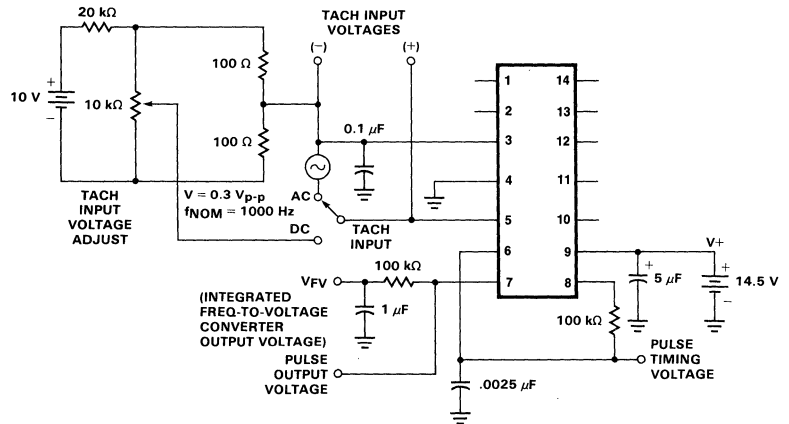 20 kΩ
TACH INPUT
VOLTAGES
(−)
(+)
100 Ω
10 V
+
−
10 kΩ
100 Ω
0.1 μF
TACH
INPUT
VOLTAGE
ADJUST
V = 0.3 Vp-p
fNOM = 1000 Hz
AC
DC
TACH
INPUT
1
14
2
13
3
12
4
11
5
10
6
9
7
8
V+
+
5 μF
+
−
14.5 V
VFV
100 kΩ
(INTEGRATED
FREQ-TO-VOLTAGE
CONVERTER
OUTPUT VOLTAGE)
1 μF
PULSE
OUTPUT
VOLTAGE
100 kΩ
PULSE
TIMING
VOLTAGE
.0025 μF